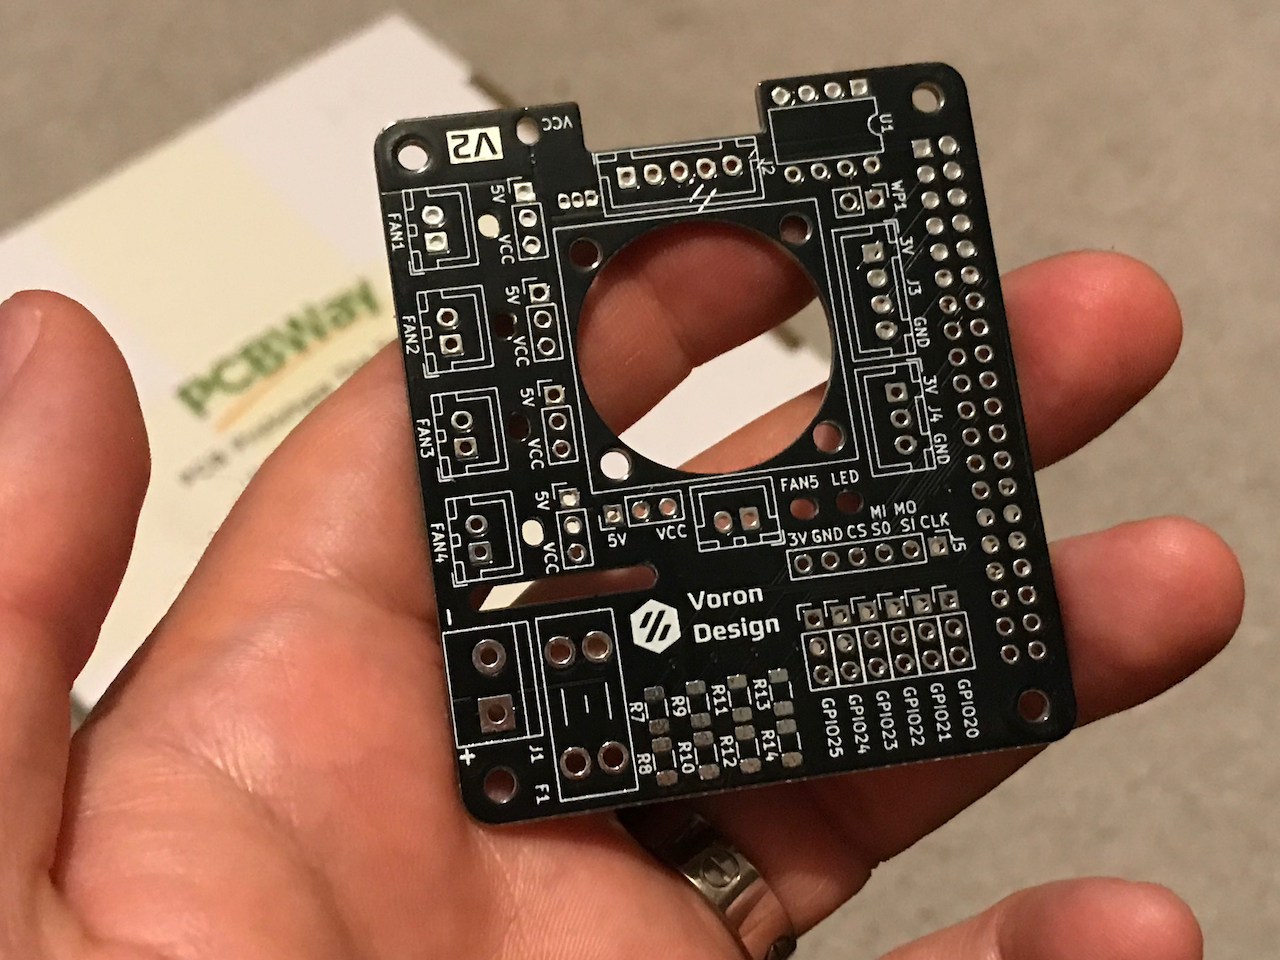 V2
VCC
U1
J2
WP1
FAN1
5V
VCC
3V
J3
GND
FAN2
5V
VCC
FAN3
5V
VCC
3V
J4
GND
FAN4
5V
VCC
5V
VCC
FAN5 LED
MI MO
3V GND CS SO SI CLK
J5
Voron
Design
-
+
J1
F1
R7
R9
R11
R13
R8
R10
R12
R14
GPIO25
GPIO24
GPIO23
GPIO22
GPIO21
GPIO20
PCBWay